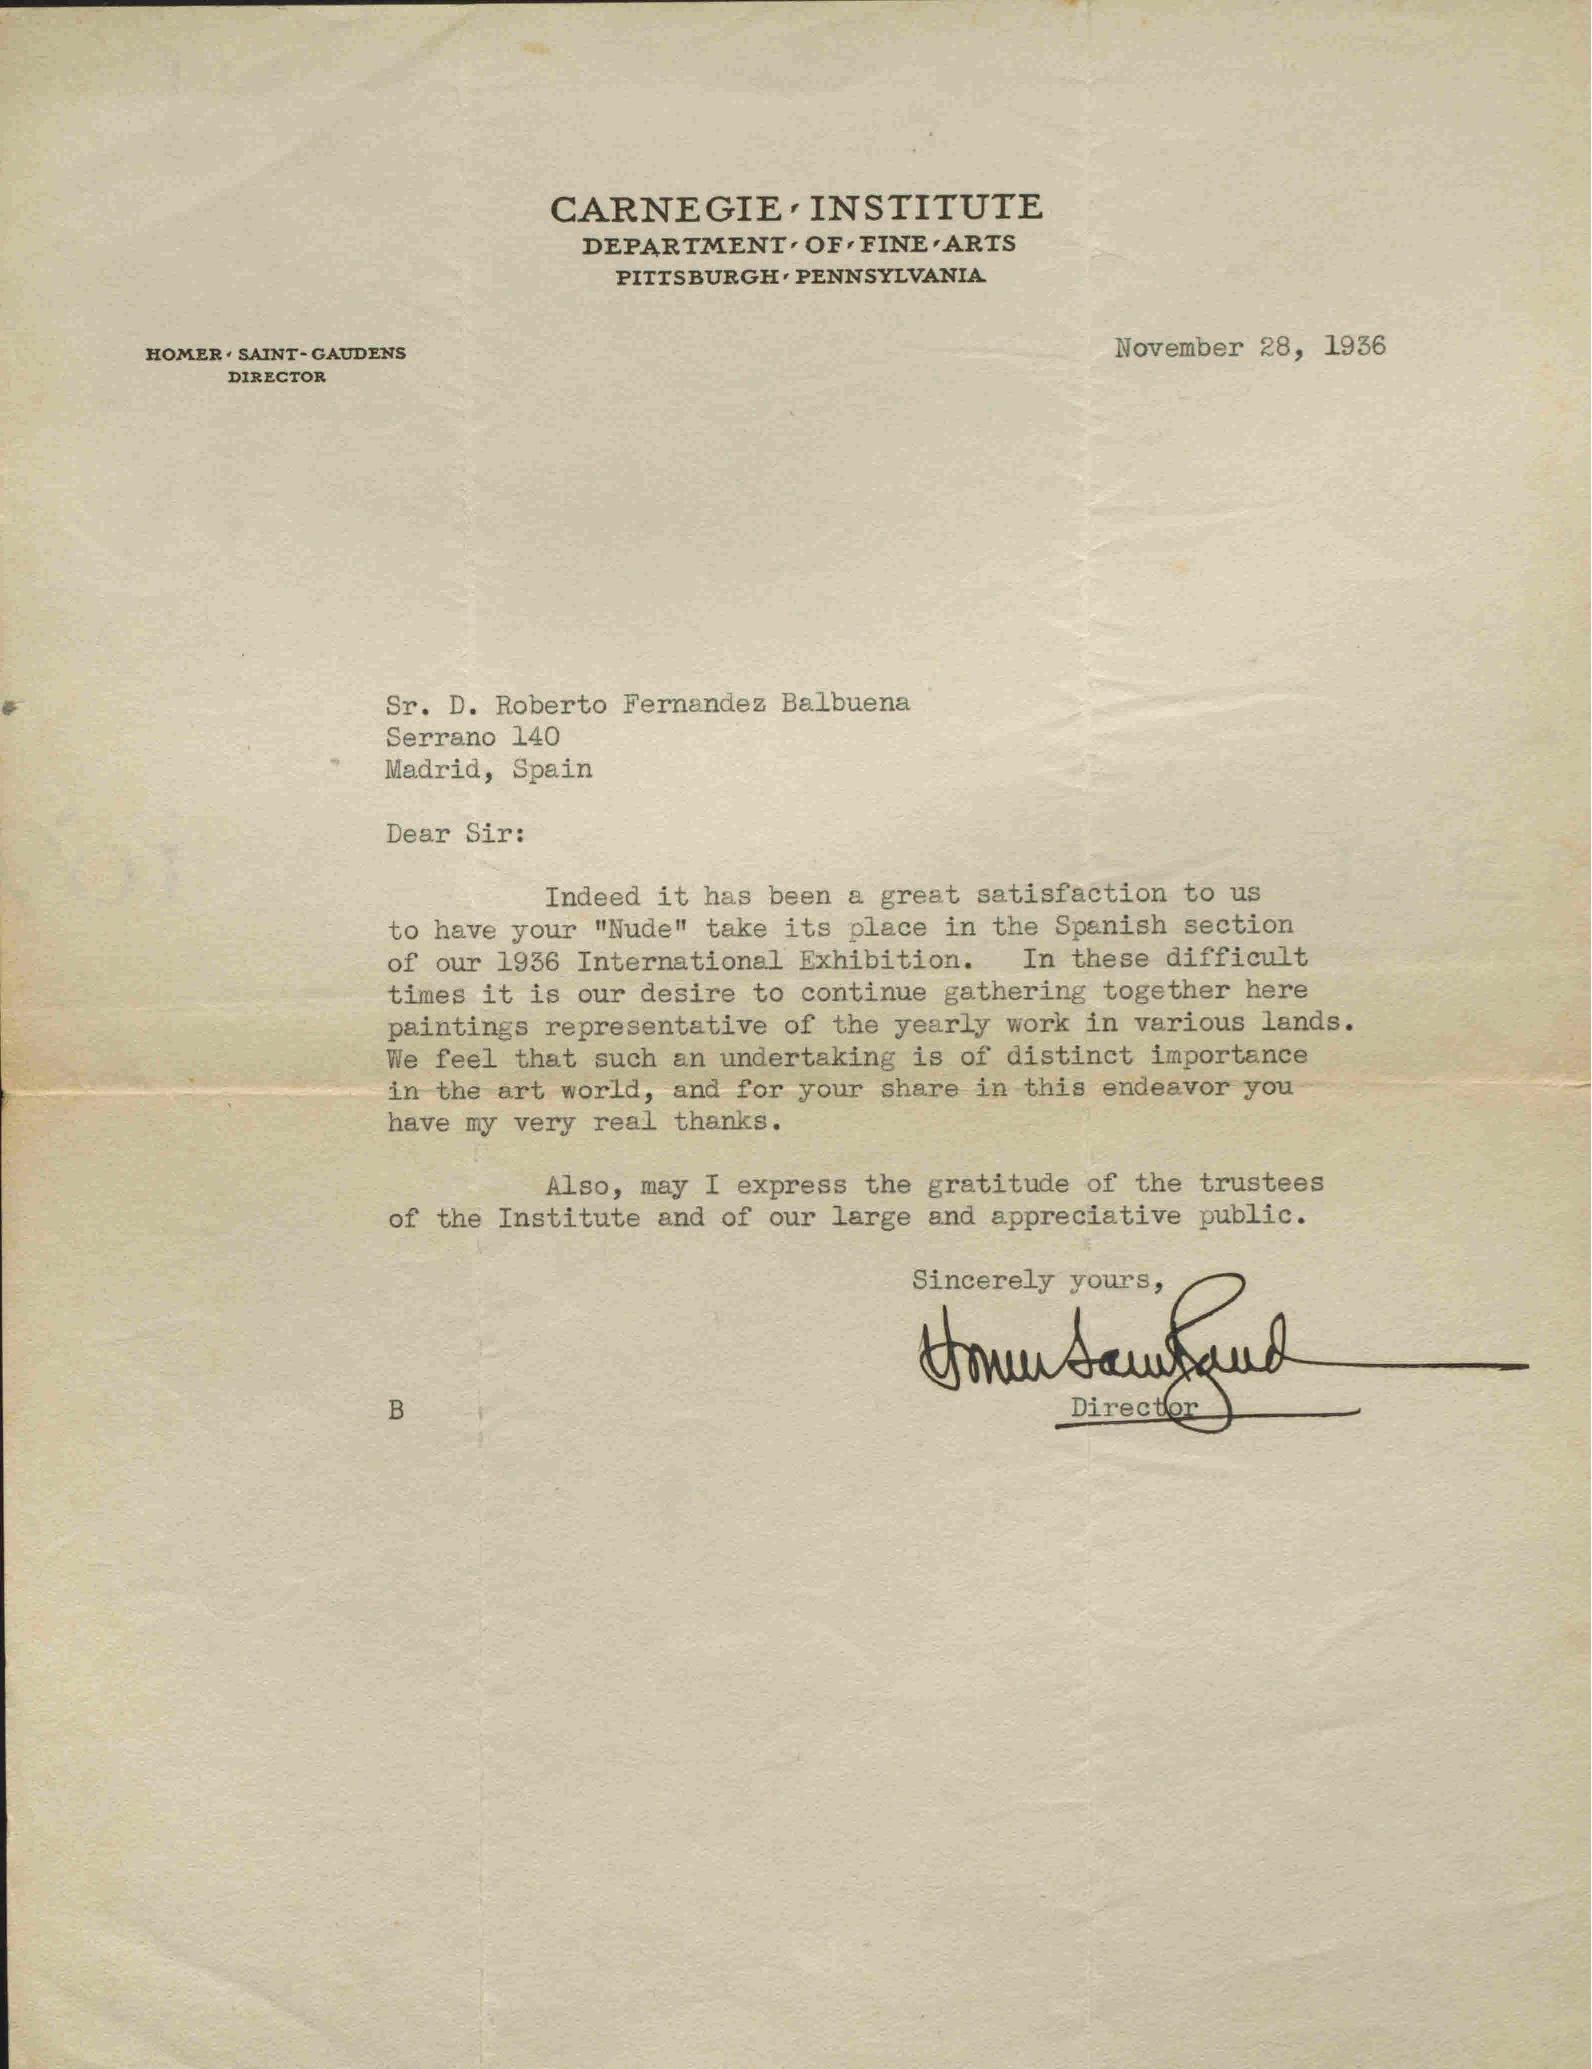 CARNEGIE ' INSTITUTE
DEPARTMENT ' OF ' FINE ' ARTS
PITTSBURGH ' PENNSYLVANIA
HOMER ' SAINT-GAUDENS
DIRECTOR
November 28, 1936
Sr. D. Roberto Fernandez Balbuena
Serrano 140
Madrid, Spain
Dear Sir:
Indeed it has been a great satisfaction to us
to have your "Nude" take its place in the Spanish section
of our 1936 International Exhibition. In these difficult
times it is our desire to continue gathering together here
paintings representative of the yearly work in various lands.
We feel that such an undertaking is of distinct importance
in the art world, and for your share in this endeavor you
have my very real thanks.
Also, may I express the gratitude of the trustees
of the Institute and of our large and appreciative public.
Sincerely yours,
Homer Saint-Gaudens
Director
B